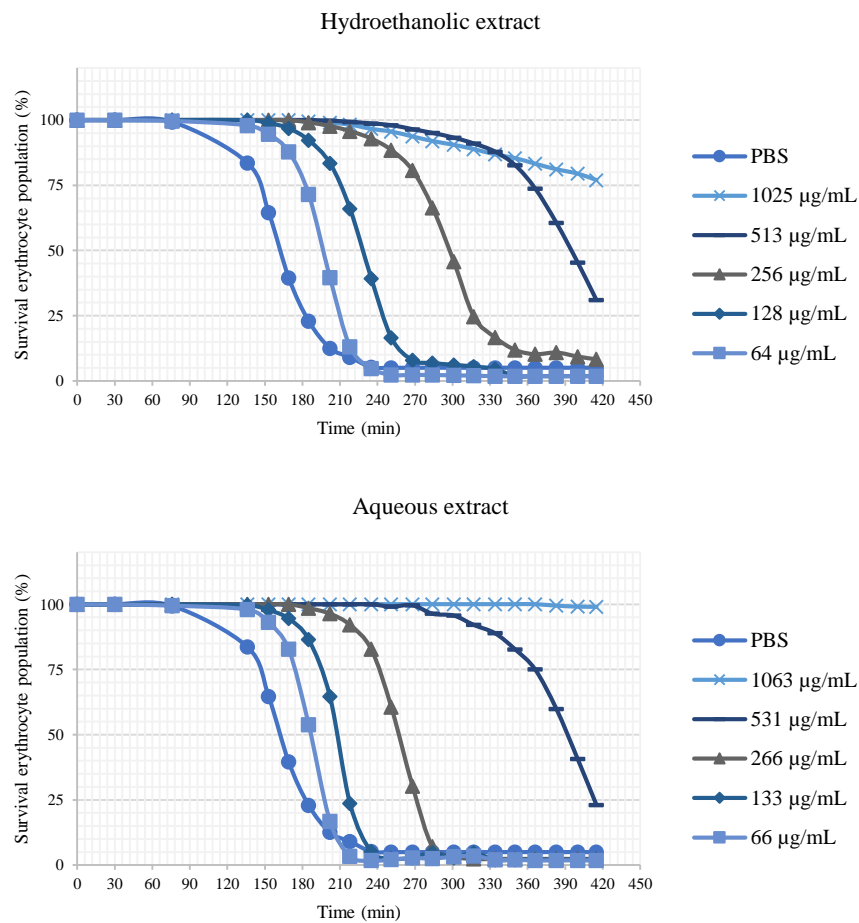 Hydroethanolic extract
Survival erythrocyte population (%)
100
75
50
25
0
0 30 60 90 120 150 180 210 240 270 300 330 360 390 420 450
Time (min)
PBS
1025 µg/mL
513 µg/mL
256 µg/mL
128 µg/mL
64 µg/mL
Aqueous extract
Survival erythrocyte population (%)
100
75
50
25
0
0 30 60 90 120 150 180 210 240 270 300 330 360 390 420 450
Time (min)
PBS
1063 µg/mL
531 µg/mL
266 µg/mL
133 µg/mL
66 µg/mL